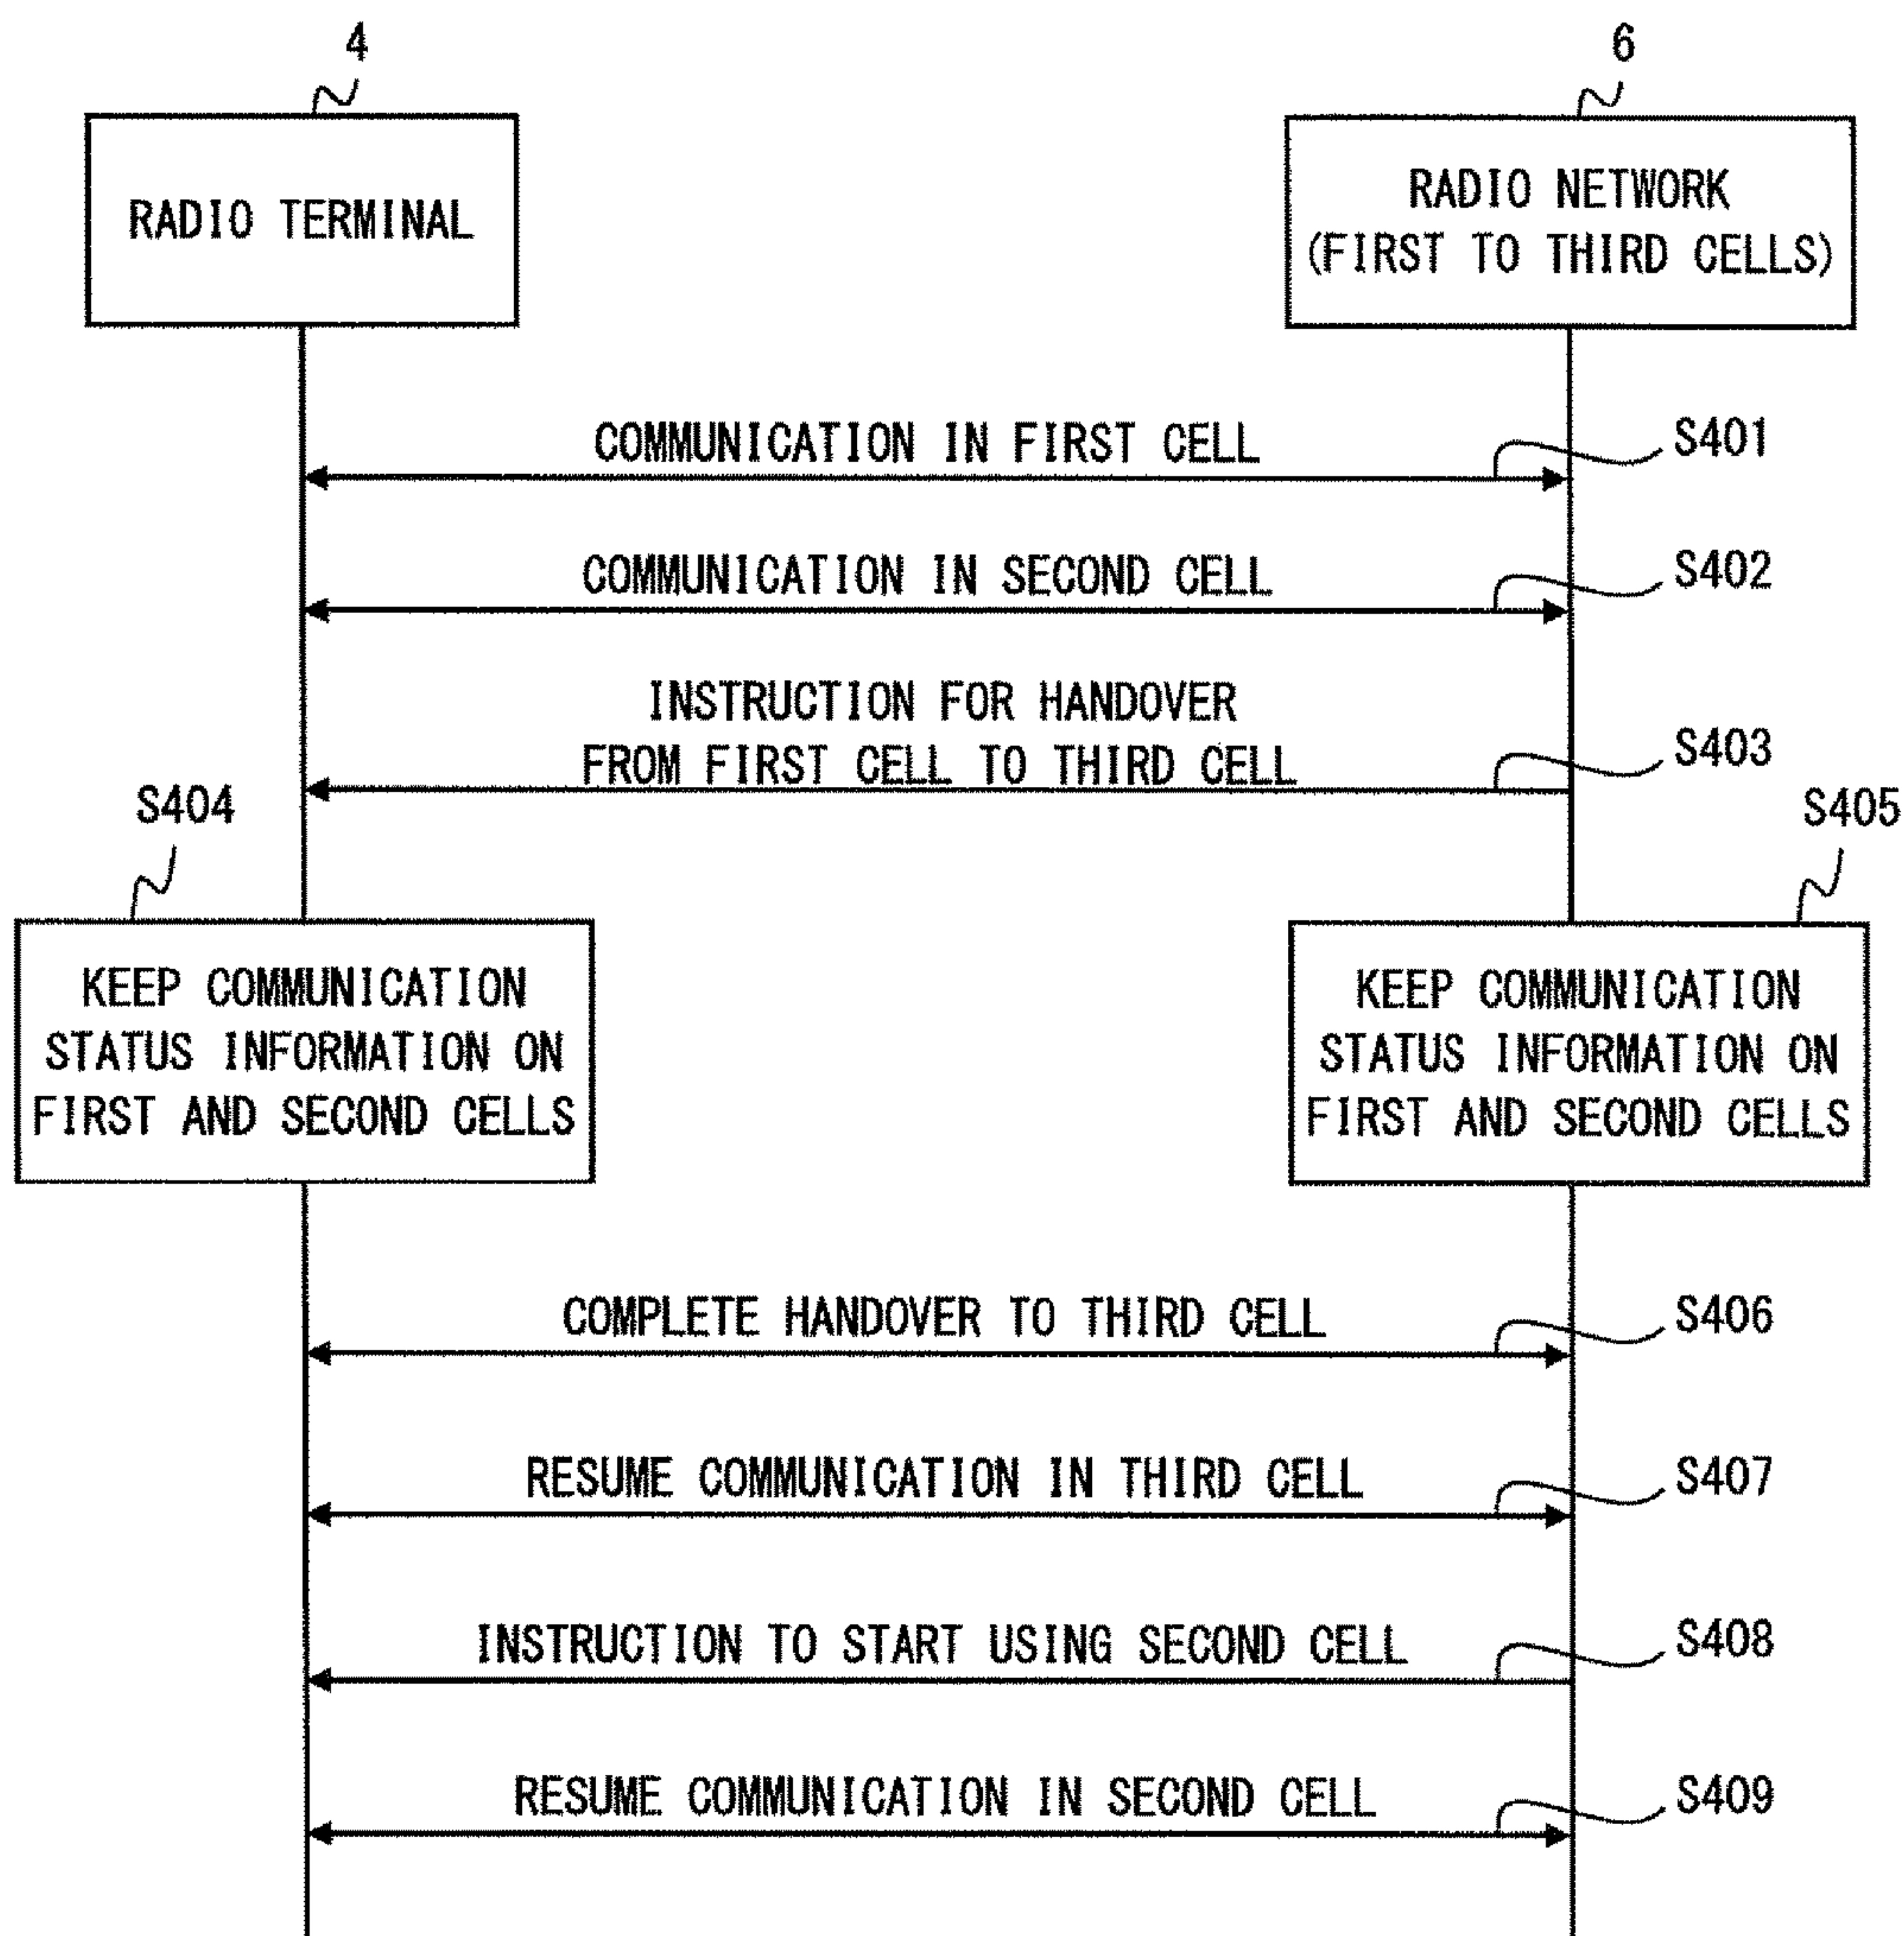 4
6
RADIO TERMINAL
RADIO NETWORK
(FIRST TO THIRD CELLS)
COMMUNICATION IN FIRST CELL
S401
COMMUNICATION IN SECOND CELL
S402
INSTRUCTION FOR HANDOVER
FROM FIRST CELL TO THIRD CELL
S403
S404
S405
KEEP COMMUNICATION
STATUS INFORMATION ON
FIRST AND SECOND CELLS
KEEP COMMUNICATION
STATUS INFORMATION ON
FIRST AND SECOND CELLS
COMPLETE HANDOVER TO THIRD CELL
S406
RESUME COMMUNICATION IN THIRD CELL
S407
INSTRUCTION TO START USING SECOND CELL
S408
RESUME COMMUNICATION IN SECOND CELL
S409